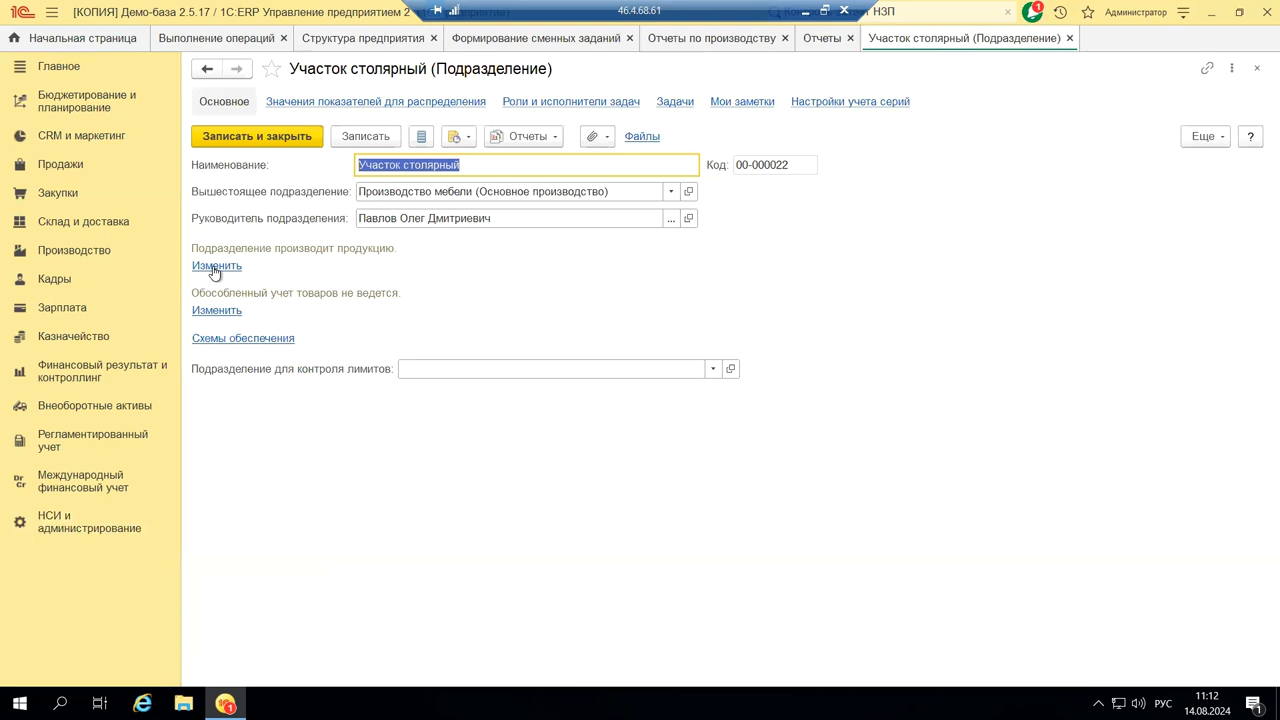 [КОПИЯ] Демо-база 2.5.17 / 1С:ERP Управление предприятием 2
46.4.68.61
НЗП
1
Администратор
Начальная страница
Выполнение операций
Структура предприятия
Формирование сменных заданий
Отчеты по производству
Отчеты
Участок столярный (Подразделение)
Главное
Бюджетирование и
планирование
CRM и маркетинг
Продажи
Закупки
Склад и доставка
Производство
Кадры
Зарплата
Казначейство
Финансовый результат и
контроллинг
Внеоборотные активы
Регламентированный
учет
Dr
Cr
Международный
финансовый учет
НСИ и
администрирование
Участок столярный (Подразделение)
Основное
Значения показателей для распределения
Роли и исполнители задач
Задачи
Мои заметки
Настройки учета серий
Записать и закрыть
Записать
Отчеты
Файлы
Еще
?
Наименование:
Участок столярный
Код:
00-000022
Вышестоящее подразделение:
Производство мебели (Основное производство)
Руководитель подразделения:
Павлов Олег Дмитриевич
...
Подразделение производит продукцию.
Изменить
Обособленный учет товаров не ведется.
Изменить
Схемы обеспечения
Подразделение для контроля лимитов:
1
РУС
11:12
14.08.2024
1